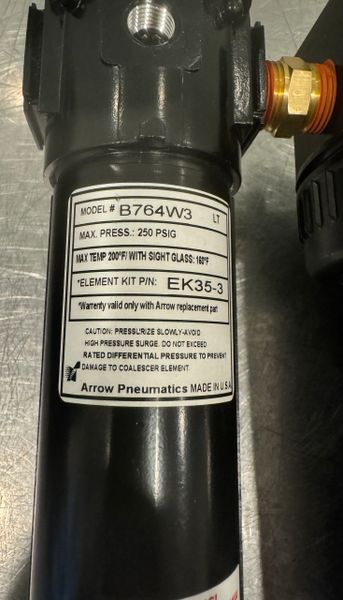 MODEL # B764W3 LT
MAX. PRESS.: 250 PSIG
MAX TEMP 200°F/ WITH SIGHT GLASS: 160°F
*ELEMENT KIT P/N: EK35-3
*Warrenty valid only with Arrow replacement part
CAUTION: PRESSURIZE SLOWLY-AVOID
HIGH PRESSURE SURGE. DO NOT EXCEED
RATED DIFFERENTIAL PRESSURE TO PREVENT
DAMAGE TO COALESCER ELEMENT.
Arrow Pneumatics MADE IN U.S.A.